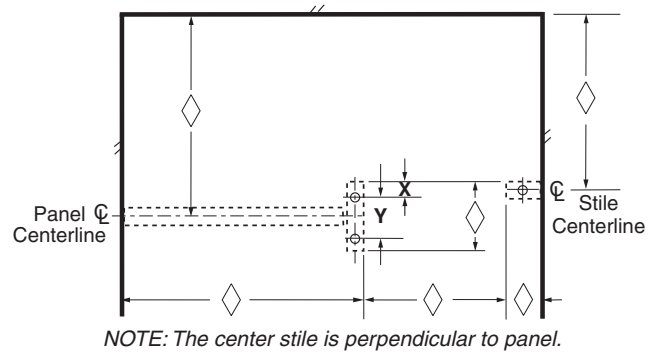 X
Y
Panel ℄
Centerline
℄ Stile
Centerline
NOTE: The center stile is perpendicular to panel.